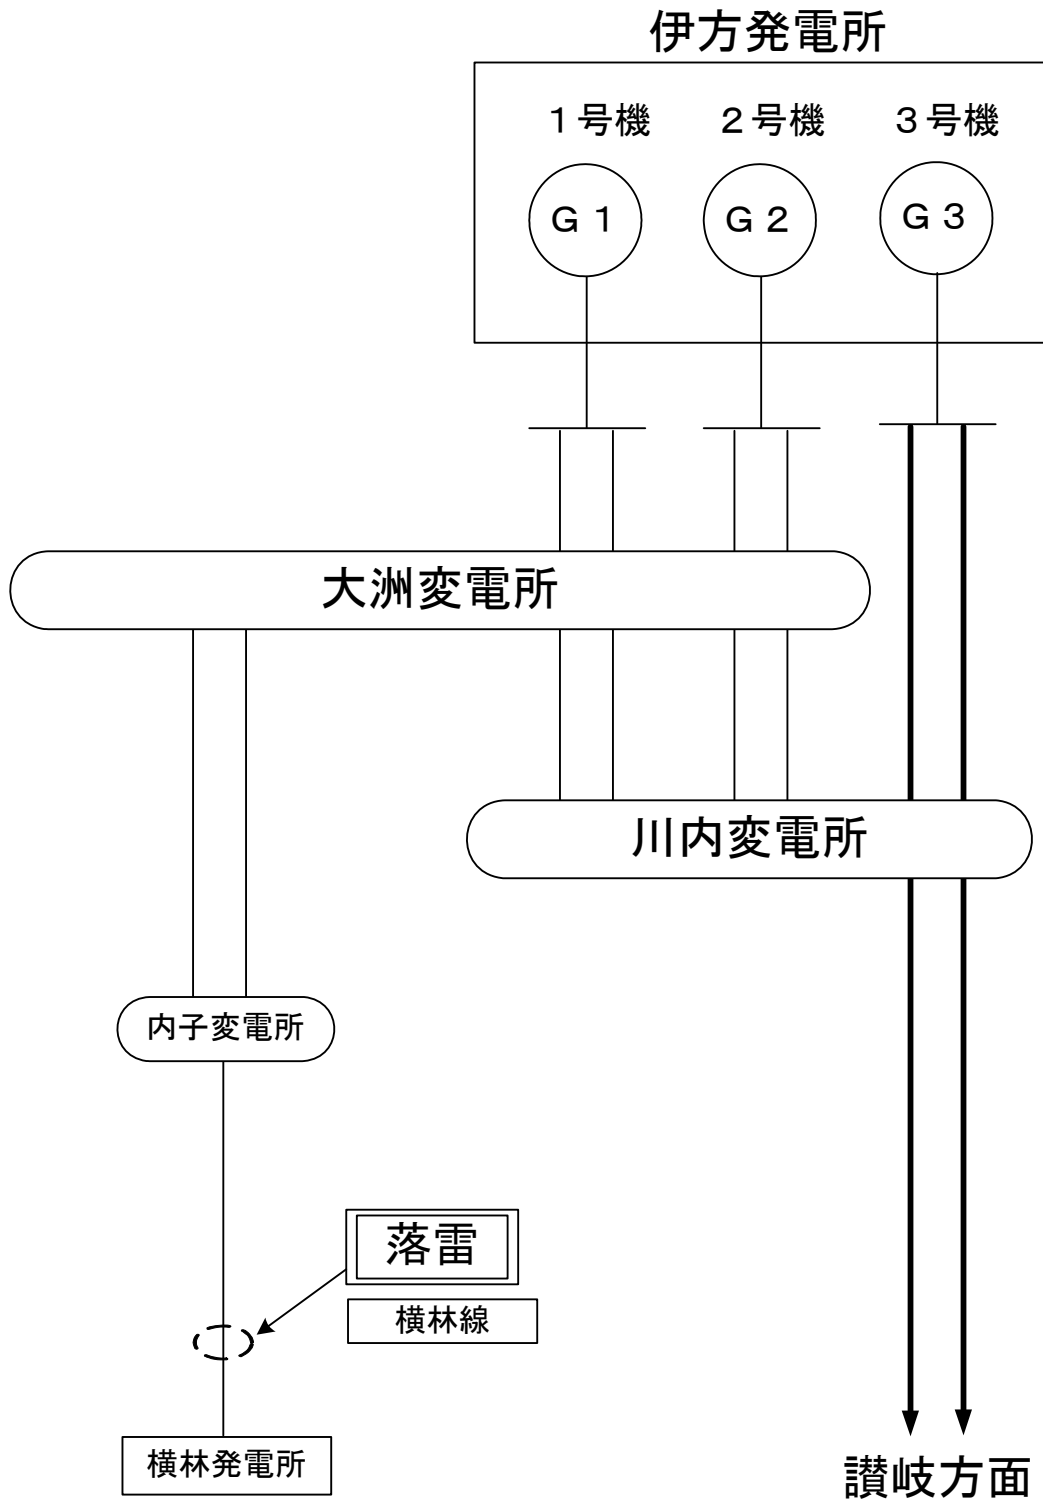 伊方発電所
１号機
２号機
３号機
G１
G２
G３
大洲変電所
川内変電所
内子変電所
落雷
横林線
横林発電所
讃岐方面